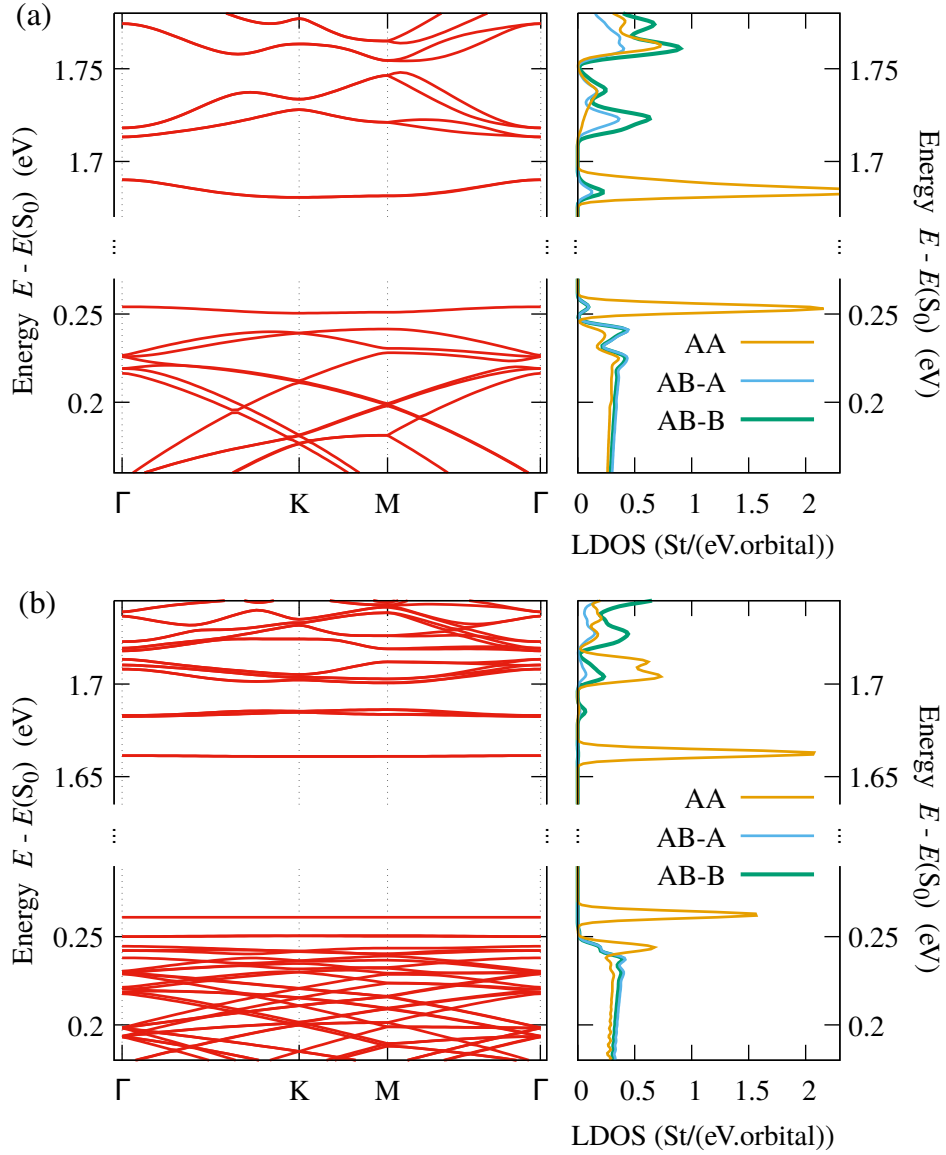 (a)
Energy E - E(S0) (eV)
1.75
1.7
...
0.25
0.2
Γ K M Γ
AA
AB-A
AB-B
1.75
1.7
...
0.25
0.2
Energy E - E(S0) (eV)
0 0.5 1 1.5 2
LDOS (St/(eV.orbital))
(b)
Energy E - E(S0) (eV)
1.7
1.65
...
0.25
0.2
Γ K M Γ
AA
AB-A
AB-B
1.7
1.65
...
0.25
0.2
Energy E - E(S0) (eV)
0 0.5 1 1.5 2
LDOS (St/(eV.orbital))